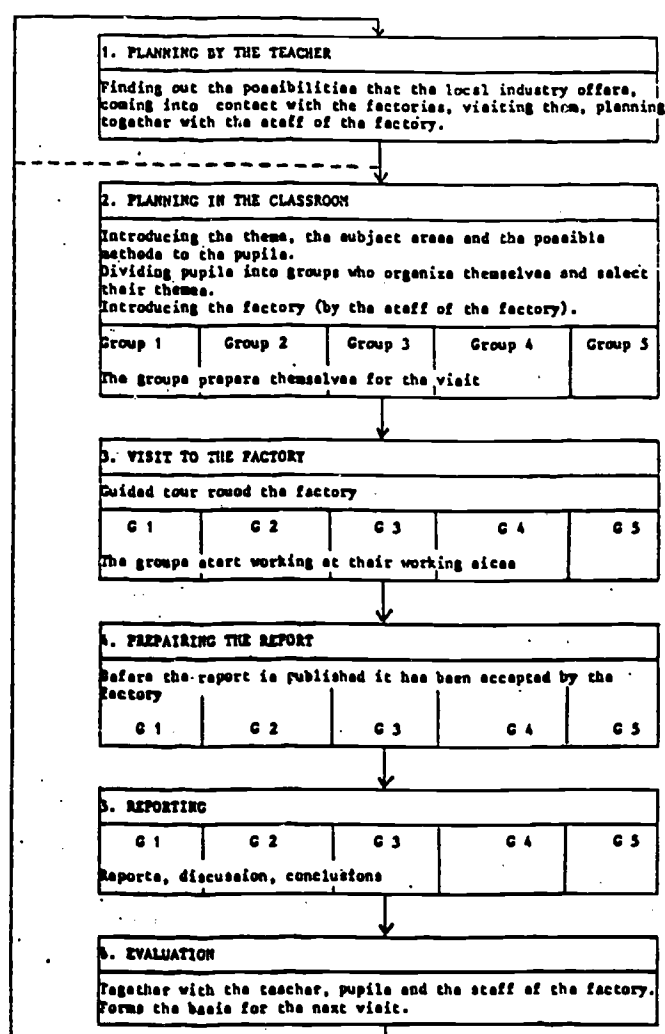 1. PLANNING BY THE TEACHER
Finding out the possibilities that the local industry offers,
coming into contact with the factories, visiting them, planning
together with the staff of the factory.
2. PLANNING IN THE CLASSROOM
Introducing the theme, the subject areas and the possible
methods to the pupils.
Dividing pupils into groups who organize themselves and select
their themes.
Introducing the factory (by the staff of the factory).
Group 1 Group 2 Group 3 Group 4 Group 5
The groups prepare themselves for the visit
3. VISIT TO THE FACTORY
Guided tour round the factory
G 1 G 2 G 3 G 4 G 5
The groups start working at their working sites
4. PREPAIRING THE REPORT
Before the report is published it has been accepted by the
factory
G 1 G 2 G 3 G 4 G 5
5. REPORTING
G 1 G 2 G 3 G 4 G 5
Reports, discussion, conclusions
6. EVALUATION
Together with the teacher, pupils and the staff of the factory.
Forms the basis for the next visit.